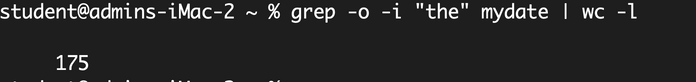 student@admins-iMac-2 ~ % grep -o -i "the" mydate | wc -l
175